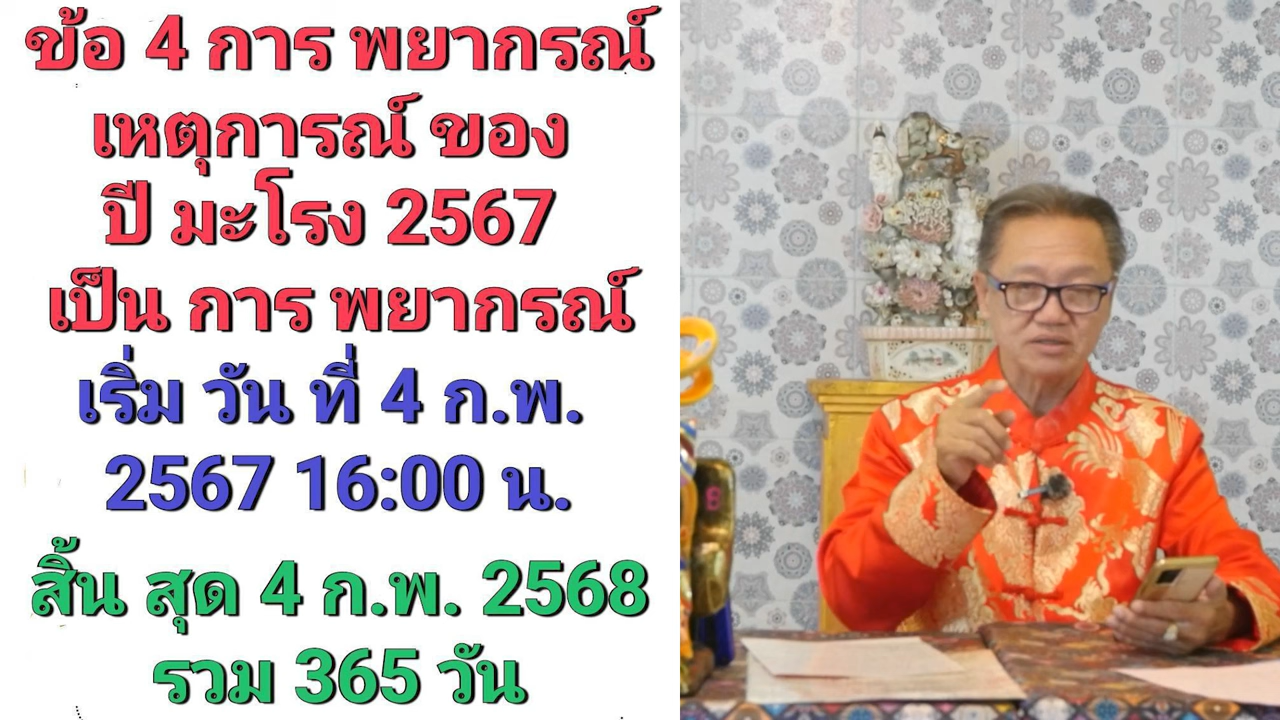 ข้อ 4 การ พยากรณ์
เหตุการณ์ ของ
ปี มะโรง 2567
เป็น การ พยากรณ์
เริ่ม วัน ที่ 4 ก.พ.
2567 16:00 น.
สิ้น สุด 4 ก.พ. 2568
รวม 365 วัน